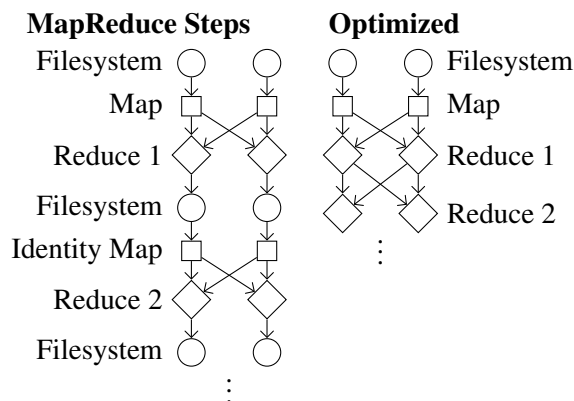 MapReduce Steps
Filesystem
Map
Reduce 1
Filesystem
Identity Map
Reduce 2
Filesystem
⋮
Optimized
Filesystem
Map
Reduce 1
Reduce 2
⋮